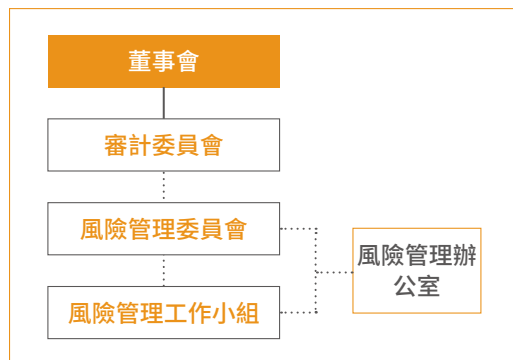 董事會
審計委員會
風險管理委員會
風險管理辦
公室
風險管理工作小組